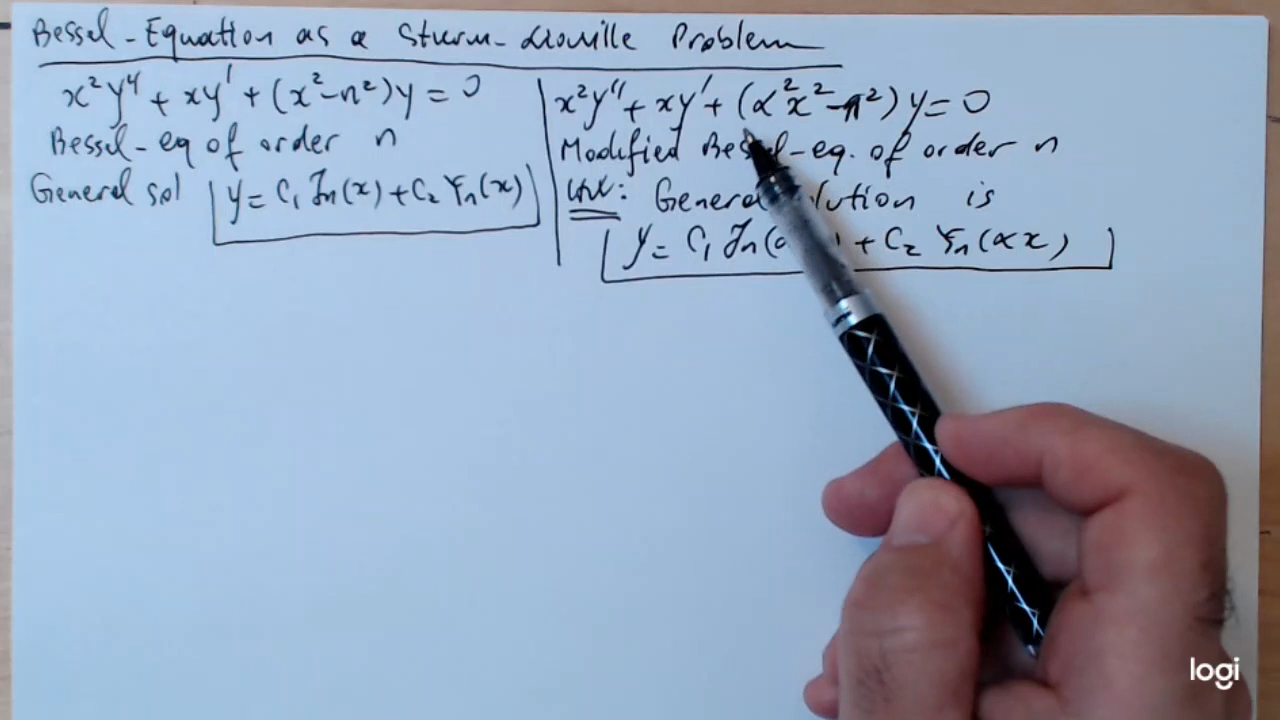 Bessel-Equation as a Sturm-Liouville Problem
x²y'' + xy' + (x²-n²)y = 0
Bessel-eq of order n
General sol y = C₁ Jn(x) + C₂ Yn(x)
x²y'' + xy' + (α²x²-n²)y = 0
Modified Bessel-eq. of order n
General is
y = C₁ Jn( ) + C₂ Yn(αx)
logi